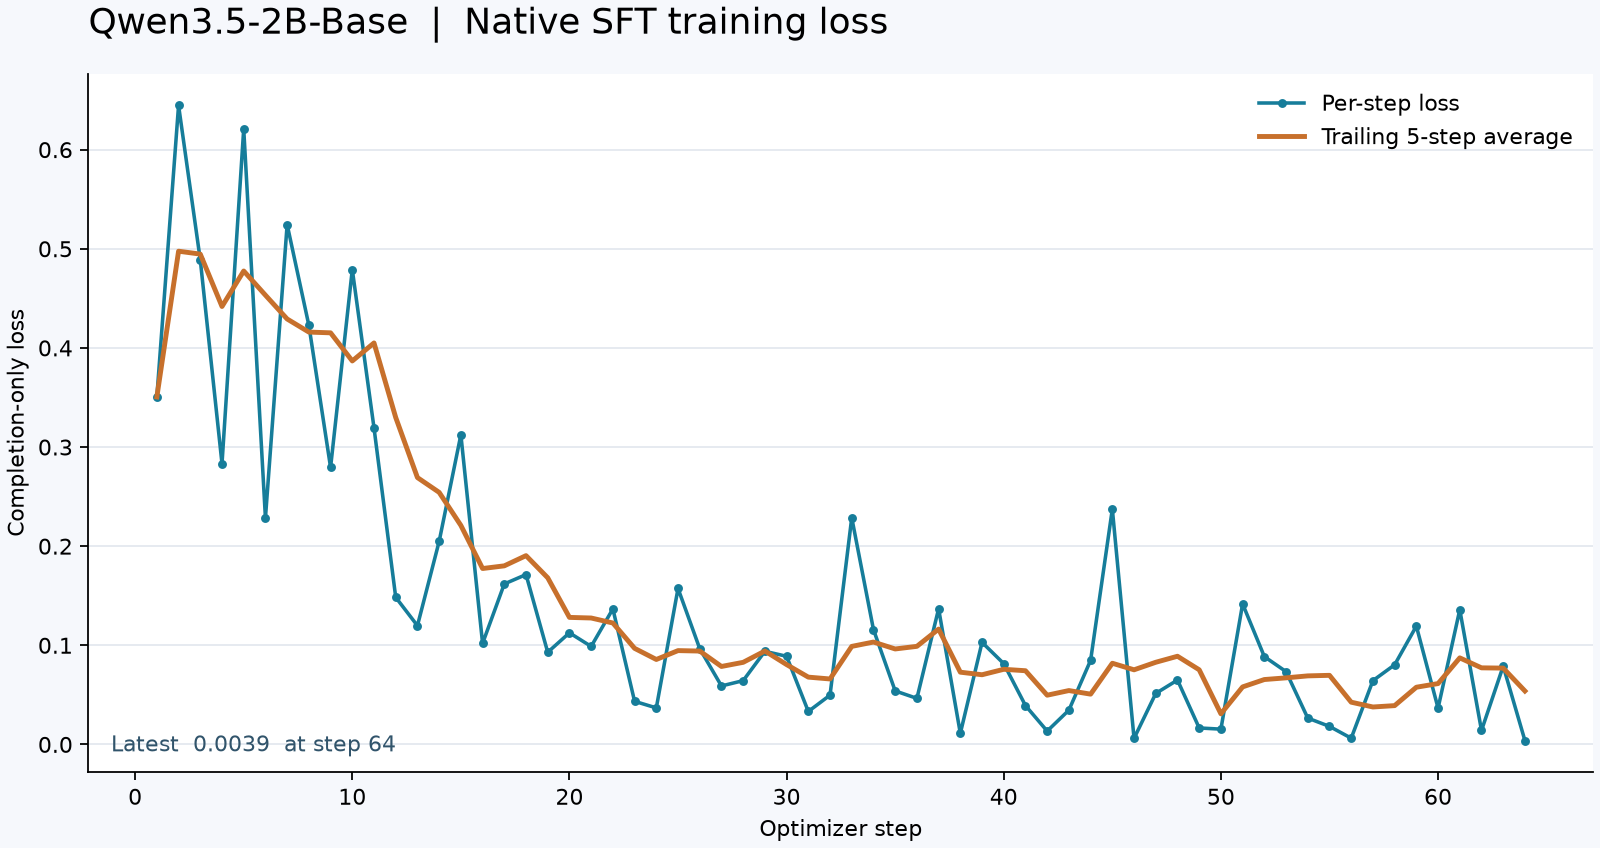 Qwen3.5-2B-Base | Native SFT training loss
Per-step loss
Trailing 5-step average
Completion-only loss
0.6
0.5
0.4
0.3
0.2
0.1
0.0
Latest 0.0039 at step 64
0 10 20 30 40 50 60
Optimizer step